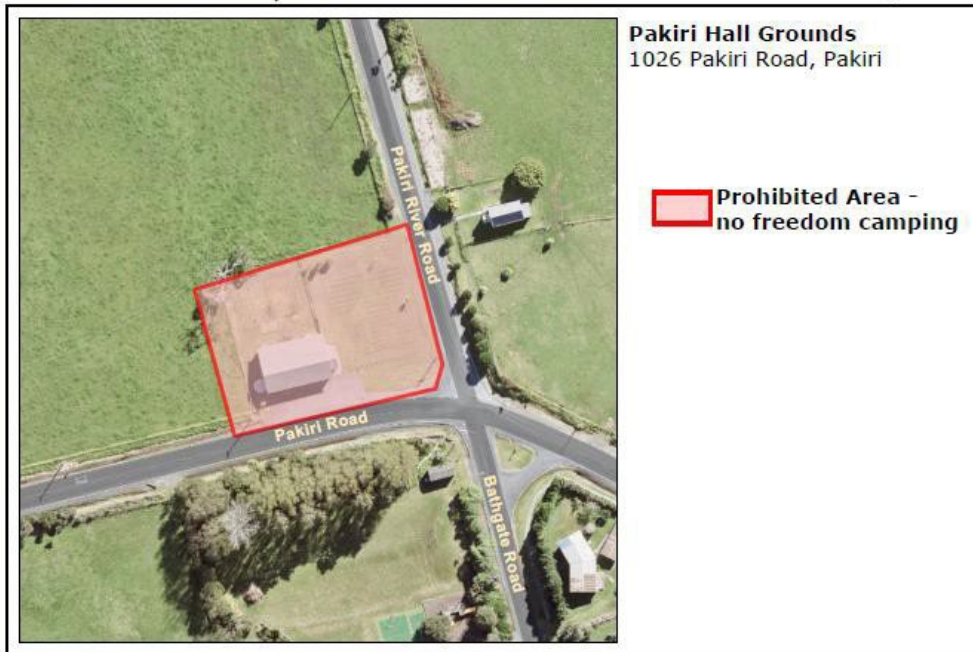 Pakiri Hall Grounds
1026 Pakiri Road, Pakiri
Prohibited Area -
no freedom camping
Pakiri River Road
Pakiri Road
Bathgate Road